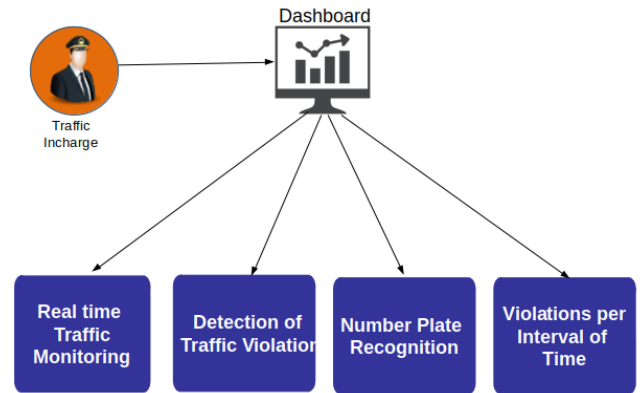 Dashboard
Traffic
Incharge
Real time
Traffic
Monitoring
Detection of
Traffic Violation
Number Plate
Recognition
Violations per
Interval of
Time